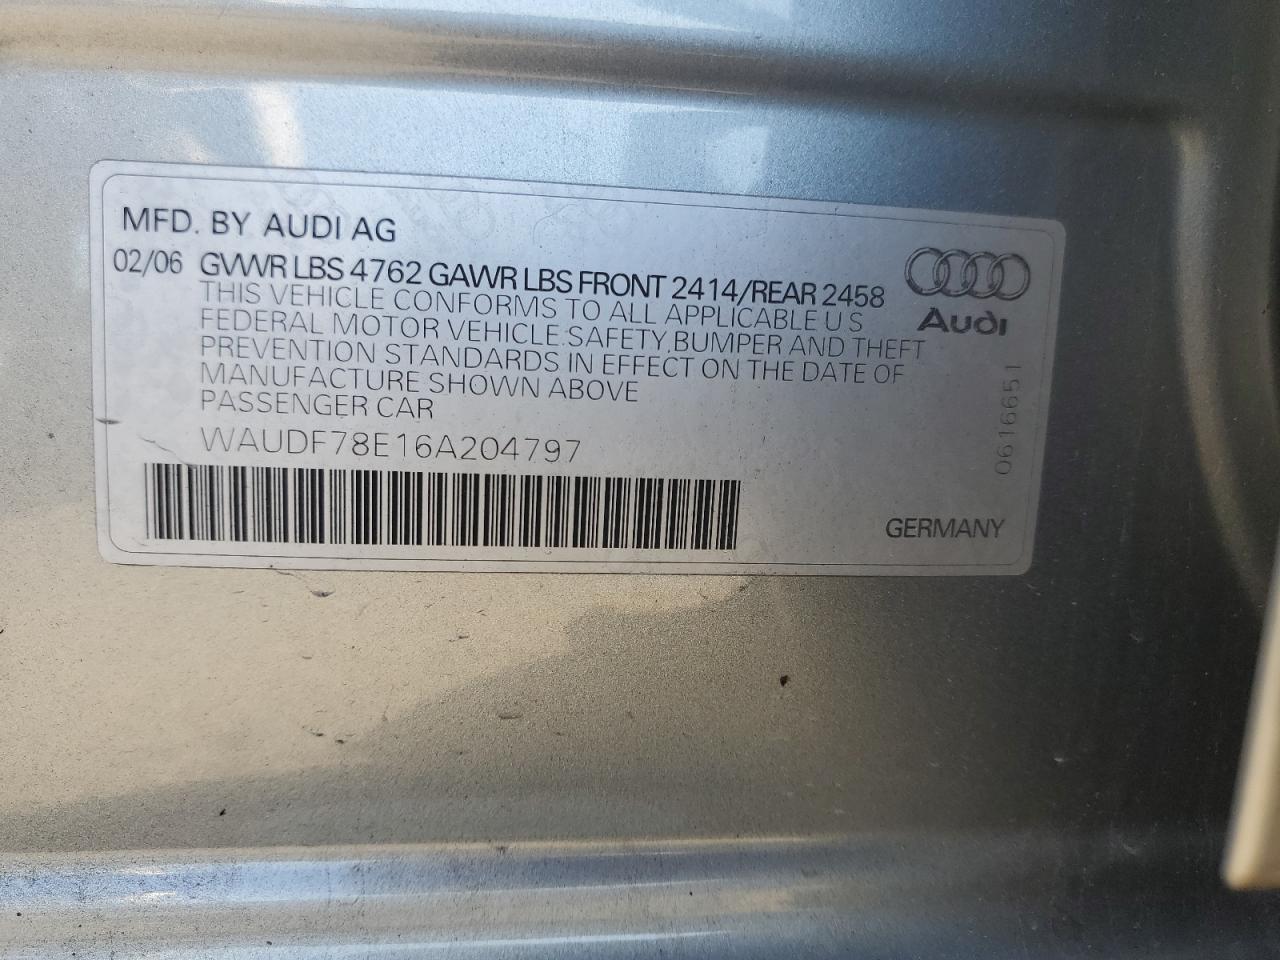 MFD. BY AUDI AG
02/06 GVWR LBS 4762 GAWR LBS FRONT 2414/REAR 2458
THIS VEHICLE CONFORMS TO ALL APPLICABLE U S
FEDERAL MOTOR VEHICLE SAFETY, BUMPER AND THEFT
PREVENTION STANDARDS IN EFFECT ON THE DATE OF
MANUFACTURE SHOWN ABOVE
PASSENGER CAR
WAUDF78E16A204797
Audi
0616651
GERMANY